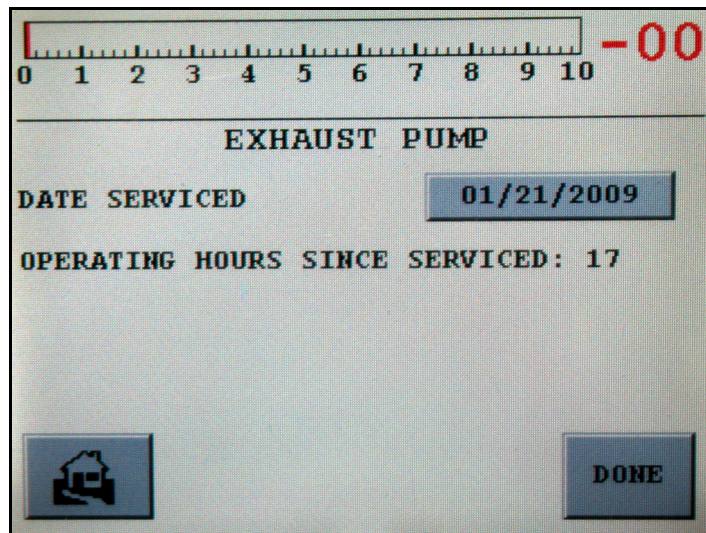 -00
0 1 2 3 4 5 6 7 8 9 10
EXHAUST PUMP
DATE SERVICED 01/21/2009
OPERATING HOURS SINCE SERVICED: 17
DONE